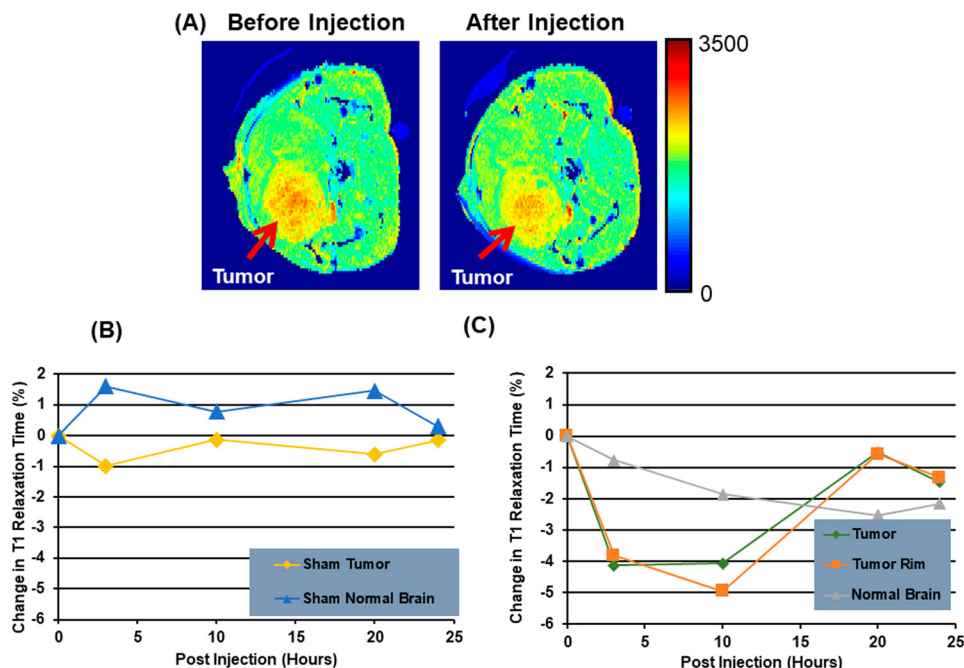 (A) Before Injection After Injection
3500
Tumor Tumor
0
(B)
Change in T1 Relaxation Time (%)
2
1
0
-1
-2
-3
-4
-5
-6
Sham Tumor
Sham Normal Brain
0 5 10 15 20 25
Post Injection (Hours)
(C)
Change in T1 Relaxation Time (%)
2
1
0
-1
-2
-3
-4
-5
-6
Tumor
Tumor Rim
Normal Brain
0 5 10 15 20 25
Post Injection (Hours)